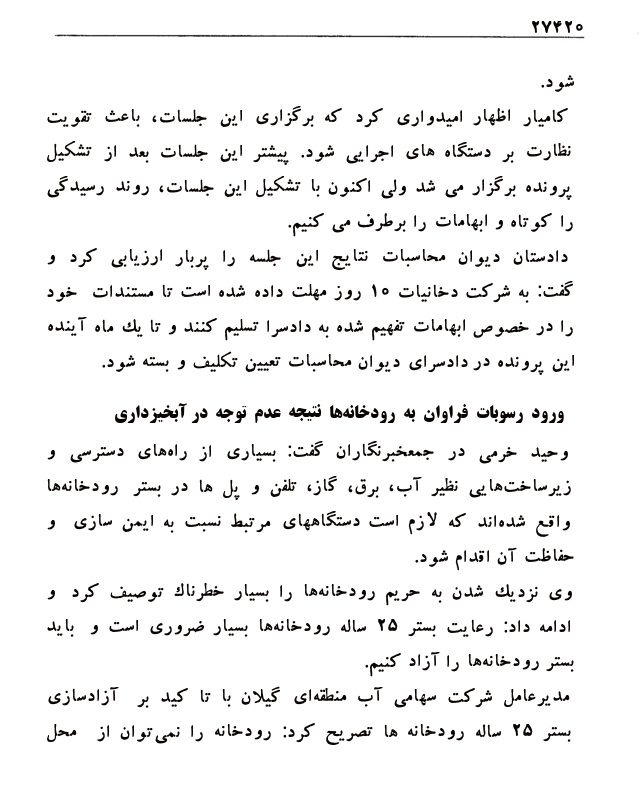 ۲۷۴۲۰
شود.
کامیار اظهار امیدواری کرد که برگزاری این جلسات، باعث تقویت
نظارت بر دستگاه های اجرایی شود. پیشتر این جلسات بعد از تشکیل
پرونده برگزار می شد ولی اکنون با تشکیل این جلسات، روند رسیدگی
را کوتاه و ابهامات را برطرف می کنیم.
دادستان دیوان محاسبات نتایج این جلسه را پربار ارزیابی کرد و
گفت: به شرکت دخانیات ۱۰ روز مهلت داده شده است تا مستندات خود
را در خصوص ابهامات تفهیم شده به دادسرا تسلیم کنند و تا یك ماه آینده
این پرونده در دادسرای دیوان محاسبات تعیین تکلیف و بسته شود.
ورود رسوبات فراوان به رودخانه‌ها نتیجه عدم توجه در آبخیزداری
وحید خرمی در جمعخبرنگاران گفت: بسیاری از راه‌های دسترسی و
زیرساخت‌هایی نظیر آب، برق، گاز، تلفن و پل ها در بستر رودخانه‌ها
واقع شده‌اند که لازم است دستگاههای مرتبط نسبت به ایمن سازی و
حفاظت آن اقدام شود.
وی نزدیك شدن به حریم رودخانه‌ها را بسیار خطرناك توصیف کرد و
ادامه داد: رعایت بستر ۲۵ ساله رودخانه‌ها بسیار ضروری است و باید
بستر رودخانه‌ها را آزاد کنیم.
مدیرعامل شرکت سهامی آب منطقه‌ای گیلان با تا کید بر آزادسازی
بستر ۲۵ ساله رودخانه ها تصریح کرد: رودخانه را نمی‌توان از محل